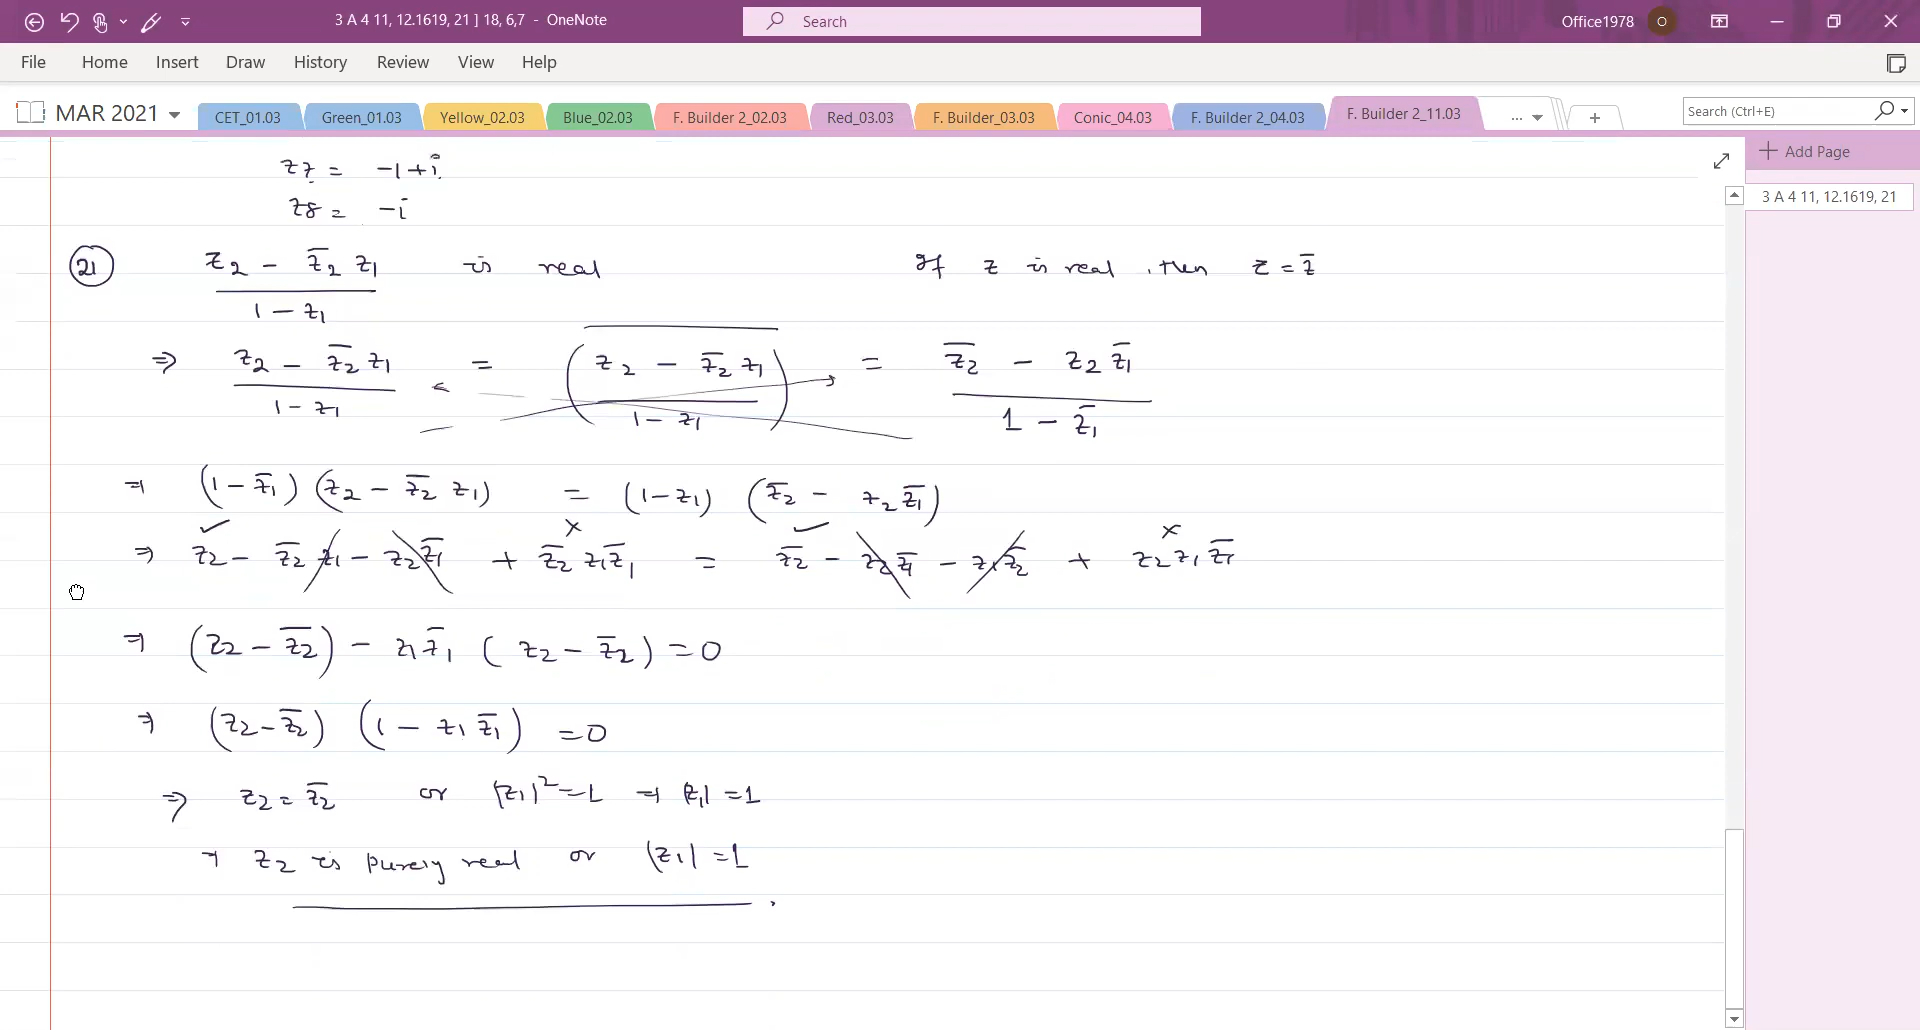 3 A 4 11, 12.1619, 21 ] 18, 6,7 - OneNote
Search
Office1978
O
File Home Insert Draw History Review View Help
MAR 2021
CET_01.03 Green_01.03 Yellow_02.03 Blue_02.03 F. Builder 2_02.03 Red_03.03 F. Builder_03.03 Conic_04.03 F. Builder 2_04.03 F. Builder 2_11.03 ... +
Search (Ctrl+E)
+ Add Page
3 A 4 11, 12.1619, 21
z7 = -1+i
z8 = -i
(21) (z₂ - z̄₂ z₁)/(1 - z₁) is real If z is real, then z = z̄
⇒ (z₂ - z̄₂ z₁)/(1 - z₁) = \overline{((z₂ - z̄₂ z₁)/(1 - z₁))} = (z̄₂ - z₂ z̄₁)/(1 - z̄₁)
⇒ (1 - z̄₁) (z₂ - z̄₂ z₁) = (1 - z₁) (z̄₂ - z₂ z̄₁)
⇒ z₂ - z̄₂ z₁ - z₂ z̄₁ + z̄₂ z₁ z̄₁ = z̄₂ - z₂ z̄₁ - z₁ z̄₂ + z₂ z₁ z̄₁
⇒ (z₂ - z̄₂) - z₁ z̄₁ (z₂ - z̄₂) = 0
⇒ (z₂ - z̄₂) (1 - z₁ z̄₁) = 0
⇒ z₂ = z̄₂ or |z₁|² = 1 ⇒ |z₁| = 1
⇒ z₂ is purely real or |z₁| = 1